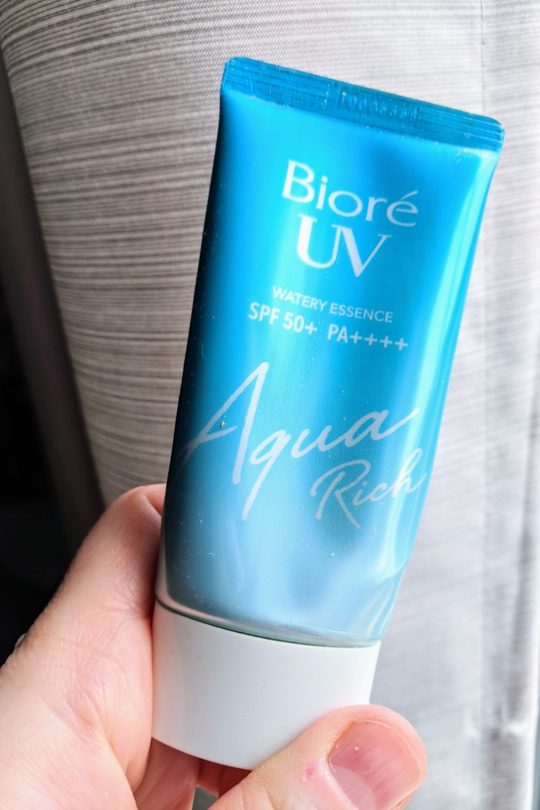 Bioré
UV
WATERY ESSENCE
SPF 50+ PA++++
Aqua
Rich